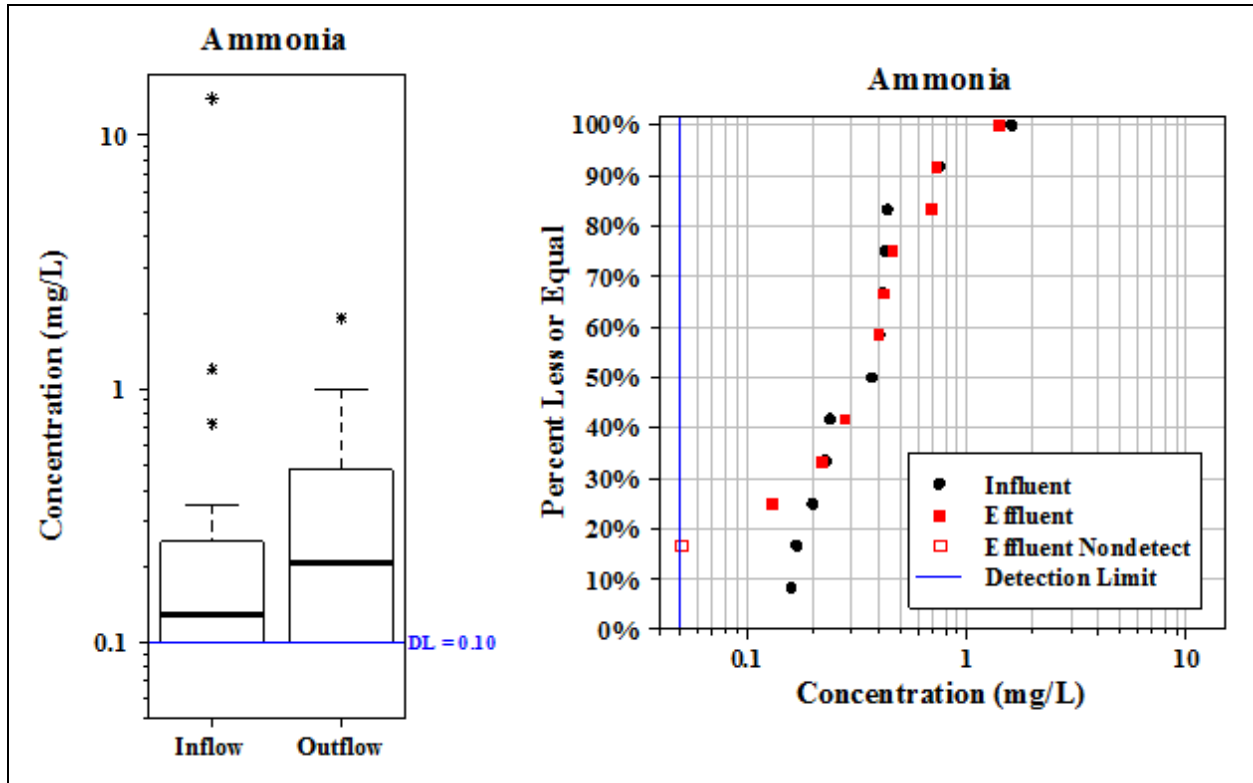 Ammonia
Concentration (mg/L)
10
1
0.1
DL = 0.10
Inflow
Outflow
Ammonia
Percent Less or Equal
100%
90%
80%
70%
60%
50%
40%
30%
20%
10%
0%
Influent
Effluent
Effluent Nondetect
Detection Limit
0.1
1
10
Concentration (mg/L)